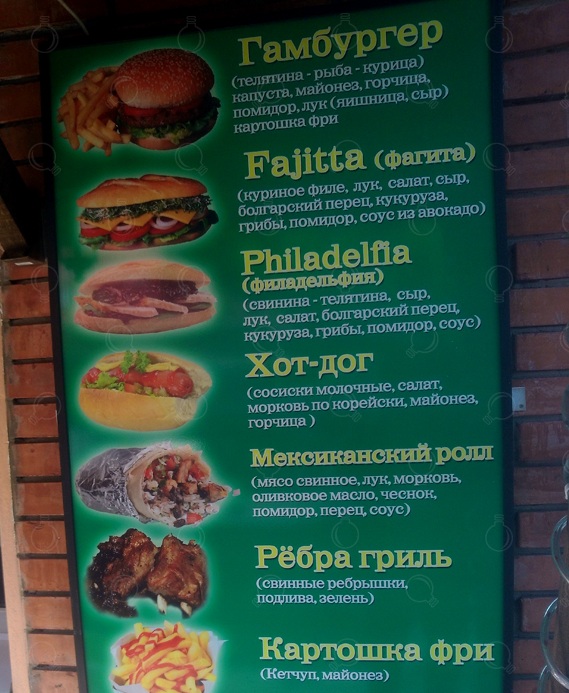 Гамбургер
(телятина - рыба - курица)
капуста, майонез, горчица,
помидор, лук (яишница, сыр)
картошка фри
Fajitta (фагита)
(куриное филе, лук, салат, сыр,
болгарский перец, кукуруза,
грибы, помидор, соус из авокадо)
Philadelfia
(филадельфия)
(свинина - телятина, сыр,
лук, салат, болгарский перец,
кукуруза, грибы, помидор, соус)
Хот-дог
(сосиски молочные, салат,
морковь по корейски, майонез,
горчица )
Мексиканский ролл
(мясо свинное, лук, морковь,
оливковое масло, чеснок,
помидор, перец, соус)
Рёбра гриль
(свинные ребрышки,
подлива, зелень)
Картошка фри
(Кетчуп, майонез)